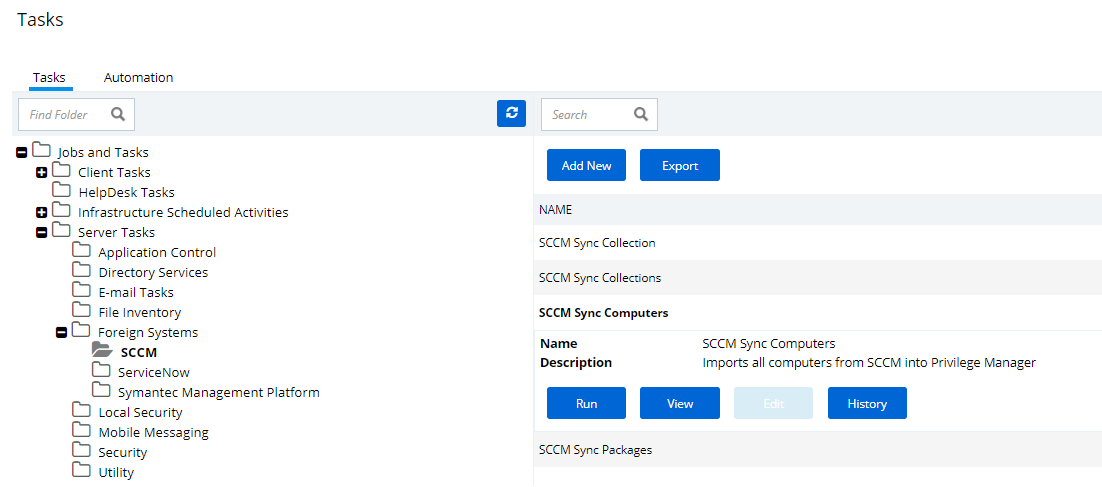 Tasks
Tasks Automation
Find Folder
Search
Jobs and Tasks
Client Tasks
HelpDesk Tasks
Infrastructure Scheduled Activities
Server Tasks
Application Control
Directory Services
E-mail Tasks
File Inventory
Foreign Systems
SCCM
ServiceNow
Symantec Management Platform
Local Security
Mobile Messaging
Security
Utility
Add New Export
NAME
SCCM Sync Collection
SCCM Sync Collections
SCCM Sync Computers
Name SCCM Sync Computers
Description Imports all computers from SCCM into Privilege Manager
Run View Edit History
SCCM Sync Packages